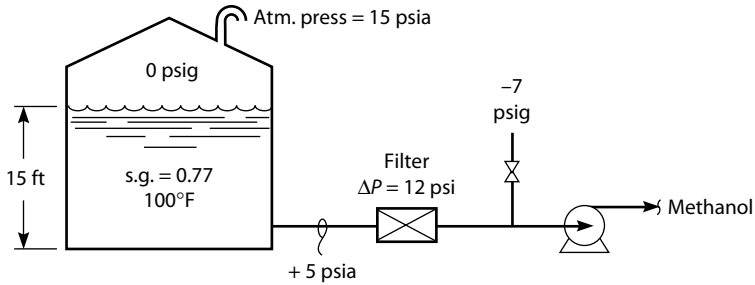 Atm. press = 15 psia
0 psig
–7
psig
15 ft
s.g. = 0.77
100°F
Filter
ΔP = 12 psi
Methanol
+ 5 psia